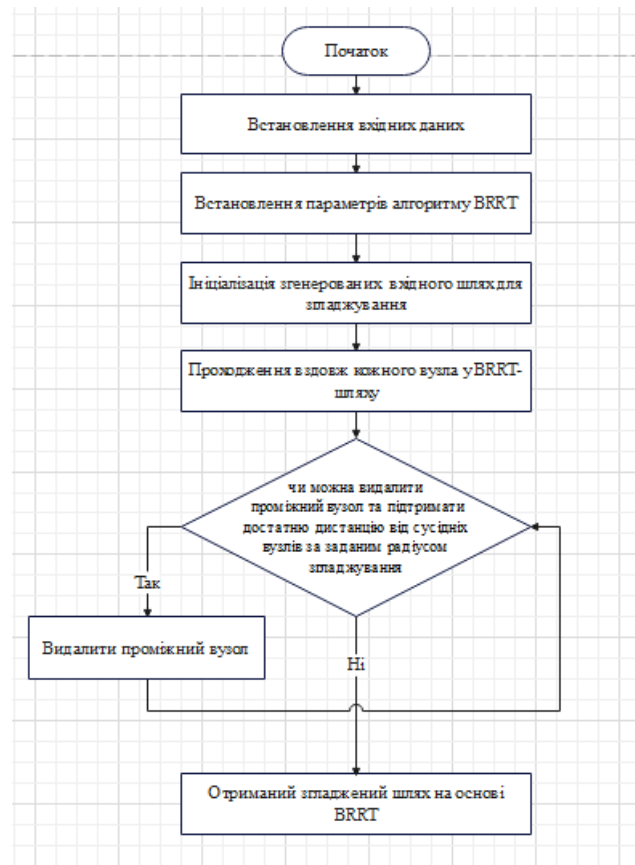 Початок
Встановлення вхідних даних
Встановлення параметрів алгоритму BRRT
Ініціалізація згенерованих вхідного шлях для
згладжування
Проходження вздовж кожного вузла у BRRT-
шляху
чи можна видалити
проміжний вузол та підтримати
достатню дистанцію від сусідніх
вузлів за заданим радіусом
згладжування
Так
Видалити проміжний вузол
Ні
Отриманий згладжений шлях на основі
BRRT